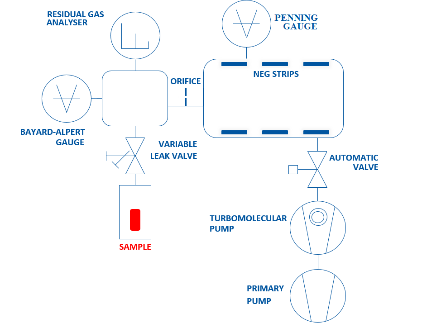 RESIDUAL GAS
ANALYSER
PENNING
GAUGE
ORIFICE
NEG STRIPS
BAYARD-ALPERT
GAUGE
VARIABLE
LEAK VALVE
AUTOMATIC
VALVE
TURBOMOLECULAR
PUMP
SAMPLE
PRIMARY
PUMP